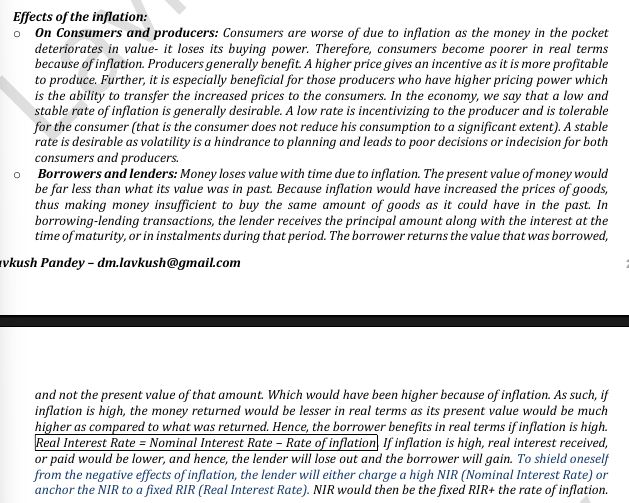 Effects of the inflation:
o On Consumers and producers: Consumers are worse of due to inflation as the money in the pocket
deteriorates in value- it loses its buying power. Therefore, consumers become poorer in real terms
because of inflation. Producers generally benefit. A higher price gives an incentive as it is more profitable
to produce. Further, it is especially beneficial for those producers who have higher pricing power which
is the ability to transfer the increased prices to the consumers. In the economy, we say that a low and
stable rate of inflation is generally desirable. A low rate is incentivizing to the producer and is tolerable
for the consumer (that is the consumer does not reduce his consumption to a significant extent). A stable
rate is desirable as volatility is a hindrance to planning and leads to poor decisions or indecision for both
consumers and producers.
o Borrowers and lenders: Money loses value with time due to inflation. The present value of money would
be far less than what its value was in past. Because inflation would have increased the prices of goods,
thus making money insufficient to buy the same amount of goods as it could have in the past. In
borrowing-lending transactions, the lender receives the principal amount along with the interest at the
time of maturity, or in instalments during that period. The borrower returns the value that was borrowed,
avkush Pandey – dm.lavkush@gmail.com
and not the present value of that amount. Which would have been higher because of inflation. As such, if
inflation is high, the money returned would be lesser in real terms as its present value would be much
higher as compared to what was returned. Hence, the borrower benefits in real terms if inflation is high.
Real Interest Rate = Nominal Interest Rate – Rate of inflation. If inflation is high, real interest received,
or paid would be lower, and hence, the lender will lose out and the borrower will gain. To shield oneself
from the negative effects of inflation, the lender will either charge a high NIR (Nominal Interest Rate) or
anchor the NIR to a fixed RIR (Real Interest Rate). NIR would then be the fixed RIR+ the rate of inflation.